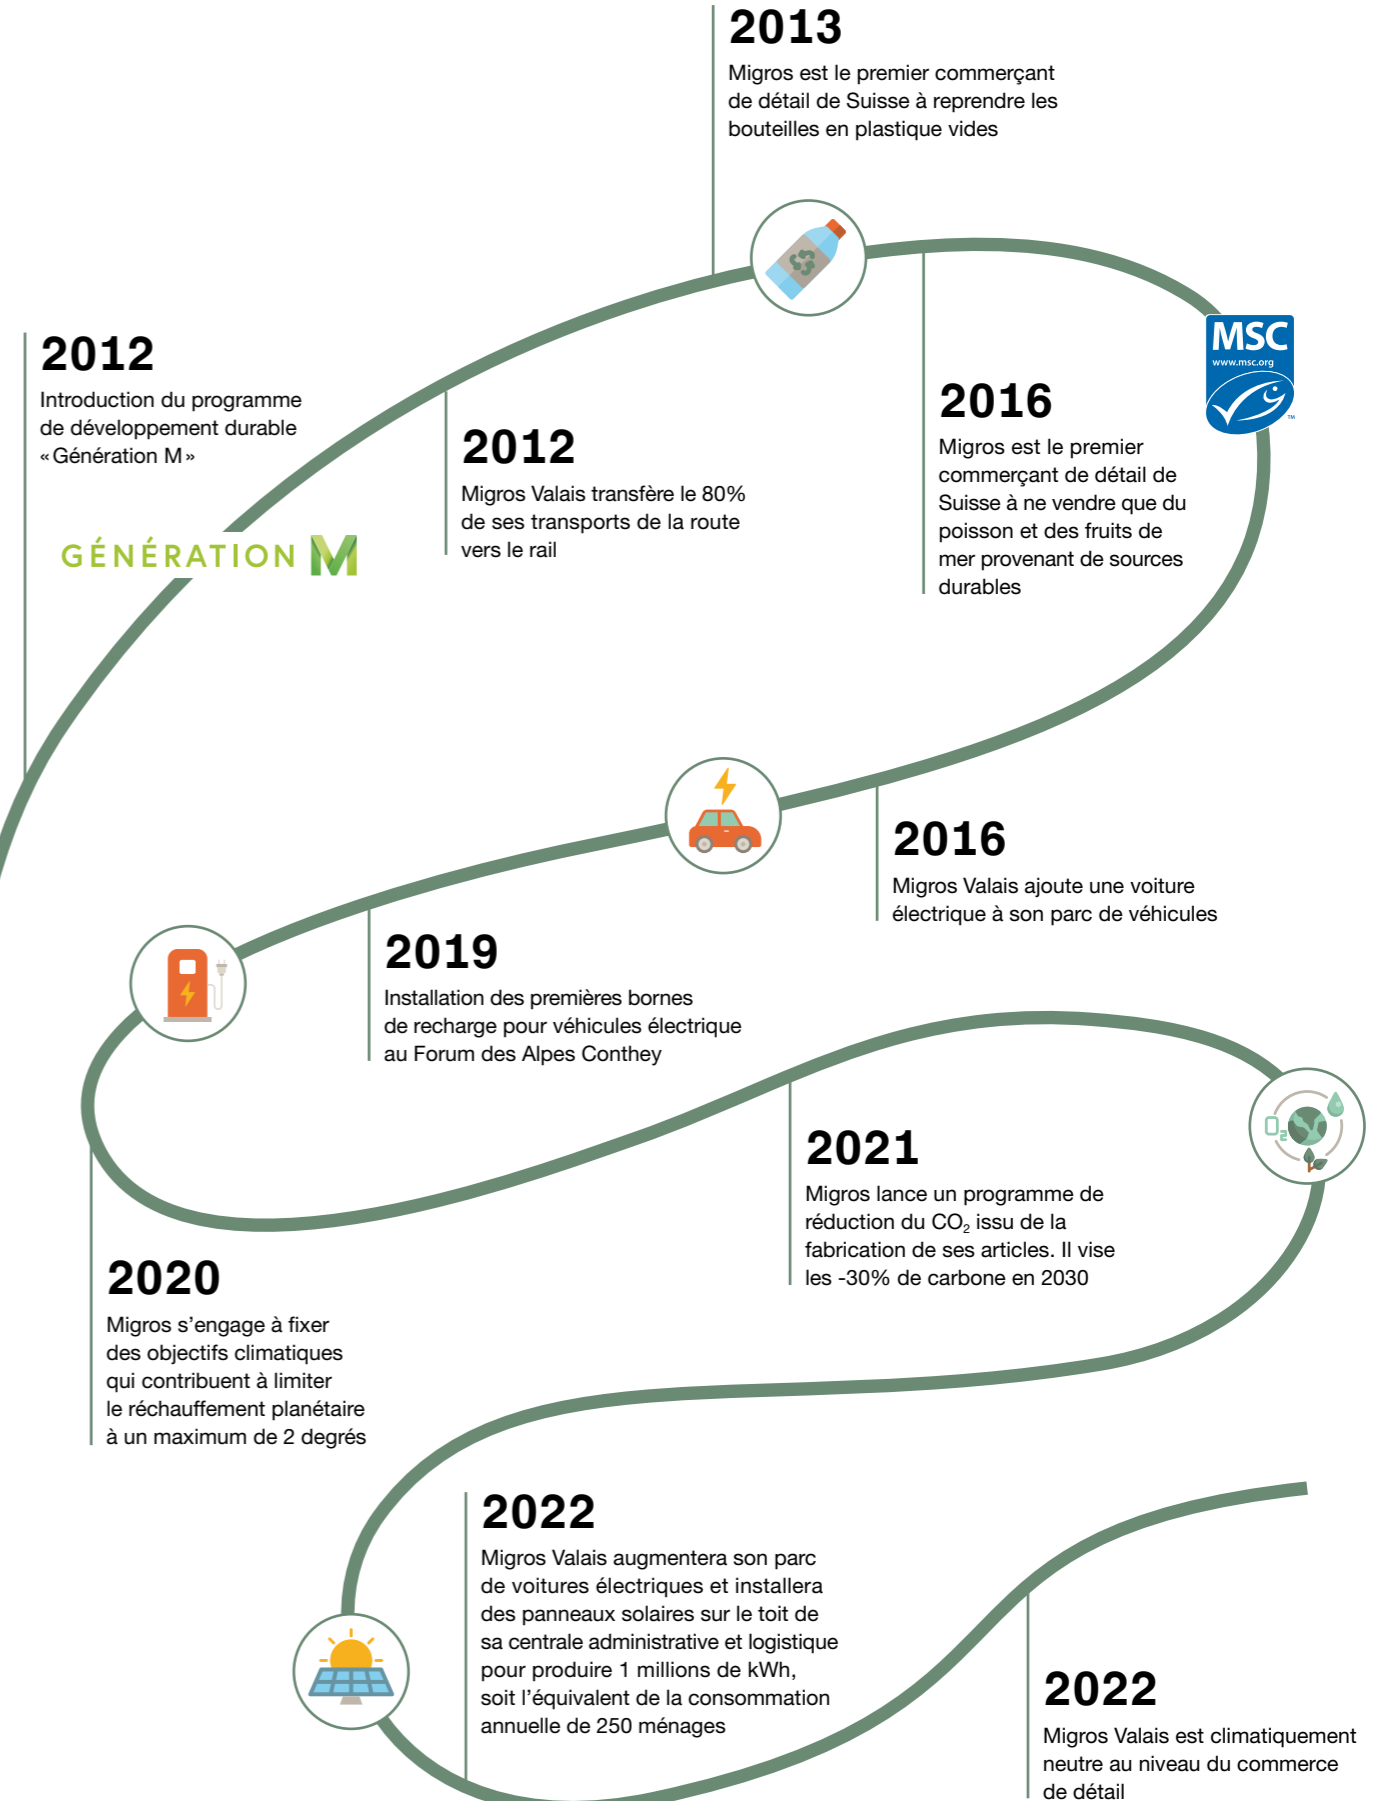 2013
Migros est le premier commerçant
de détail de Suisse à reprendre les
bouteilles en plastique vides
2012
Introduction du programme
de développement durable
«Génération M»
GÉNÉRATION M
2012
Migros Valais transfère le 80%
de ses transports de la route
vers le rail
MSC
www.msc.org
TM
2016
Migros est le premier
commerçant de détail de
Suisse à ne vendre que du
poisson et des fruits de
mer provenant de sources
durables
2016
Migros Valais ajoute une voiture
électrique à son parc de véhicules
2019
Installation des premières bornes
de recharge pour véhicules électrique
au Forum des Alpes Conthey
O₂
2021
Migros lance un programme de
réduction du CO₂ issu de la
fabrication de ses articles. Il vise
les -30% de carbone en 2030
2020
Migros s’engage à fixer
des objectifs climatiques
qui contribuent à limiter
le réchauffement planétaire
à un maximum de 2 degrés
2022
Migros Valais augmentera son parc
de voitures électriques et installera
des panneaux solaires sur le toit de
sa centrale administrative et logistique
pour produire 1 millions de kWh,
soit l’équivalent de la consommation
annuelle de 250 ménages
2022
Migros Valais est climatiquement
neutre au niveau du commerce
de détail